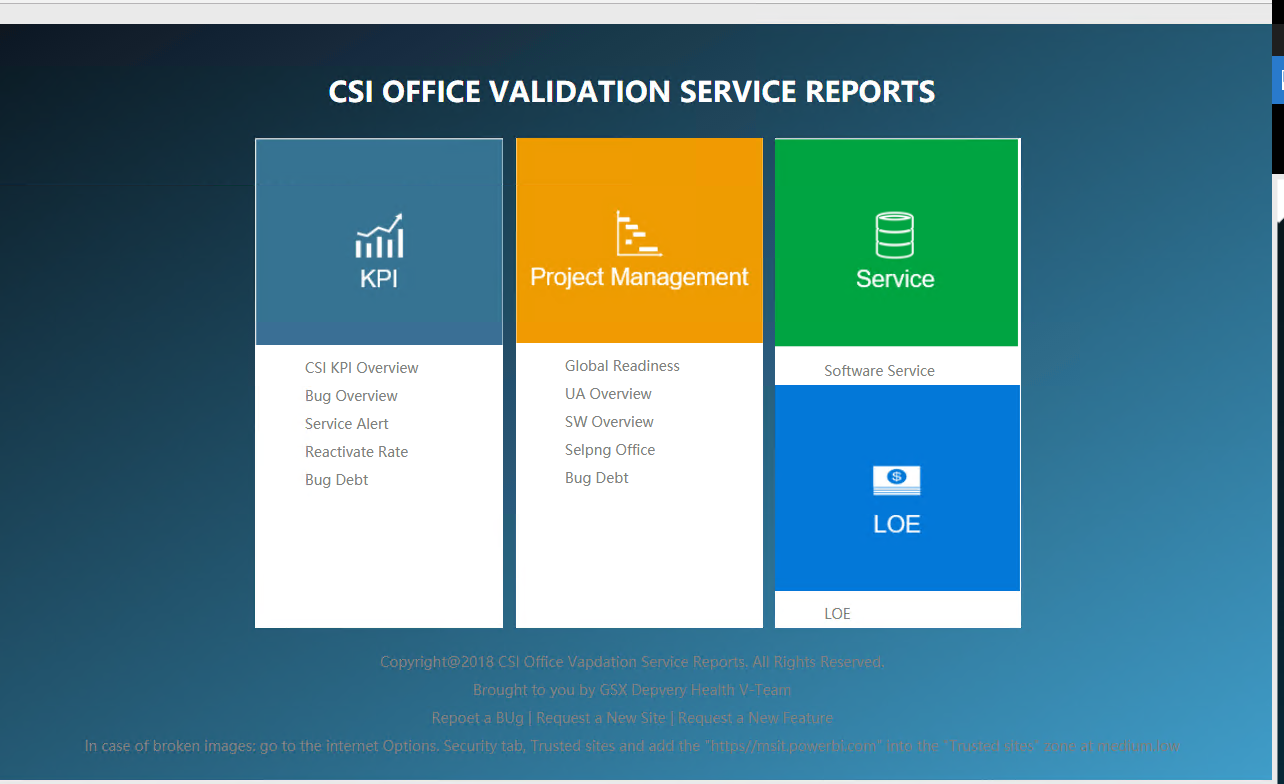 CSI OFFICE VALIDATION SERVICE REPORTS
KPI
CSI KPI Overview
Bug Overview
Service Alert
Reactivate Rate
Bug Debt
Project Management
Global Readiness
UA Overview
SW Overview
Selpng Office
Bug Debt
Service
Software Service
$
LOE
LOE
Copyright@2018 CSI Office Vapdation Service Reports. All Rights Reserved.
Brought to you by GSX Depvery Health V-Team
Repoet a BUg | Request a New Site | Request a New Feature
In case of broken images: go to the internet Options. Security tab, Trusted sites and add the "https//msit.powerbi.com" into the "Trusted sites" zone at medium.low